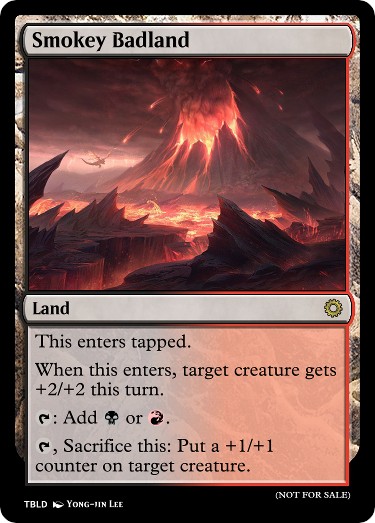 Smokey Badland
Land
This enters tapped.
When this enters, target creature gets
+2/+2 this turn.
: Add or .
, Sacrifice this: Put a +1/+1
counter on target creature.
(NOT FOR SALE)
TBLD Yong-jin Lee